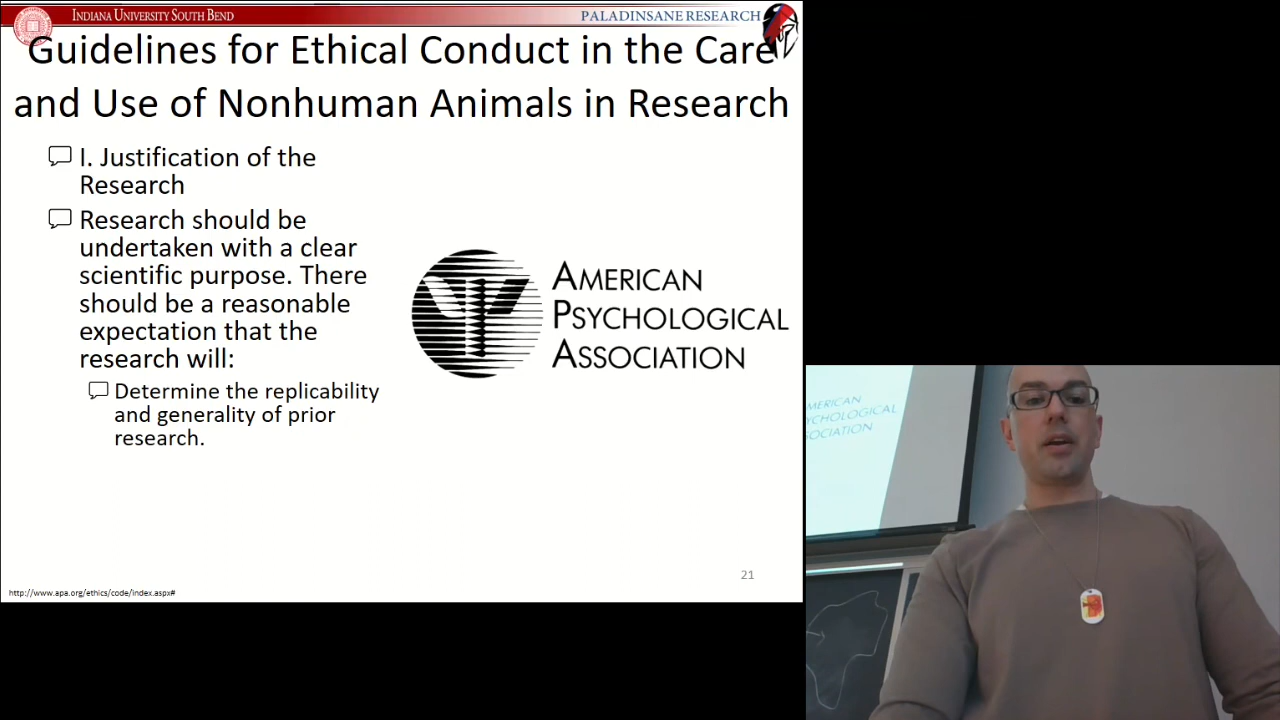 INDIANA UNIVERSITY SOUTH BEND
PALADINSANE RESEARCH
Guidelines for Ethical Conduct in the Care
and Use of Nonhuman Animals in Research
I. Justification of the
Research
Research should be
undertaken with a clear
scientific purpose. There
should be a reasonable
expectation that the
research will:
Determine the replicability
and generality of prior
research.
AMERICAN
PSYCHOLOGICAL
ASSOCIATION
21
http://www.apa.org/ethics/code/index.aspx#
MERICAN
YCHOLOGICAL
SOCIATION